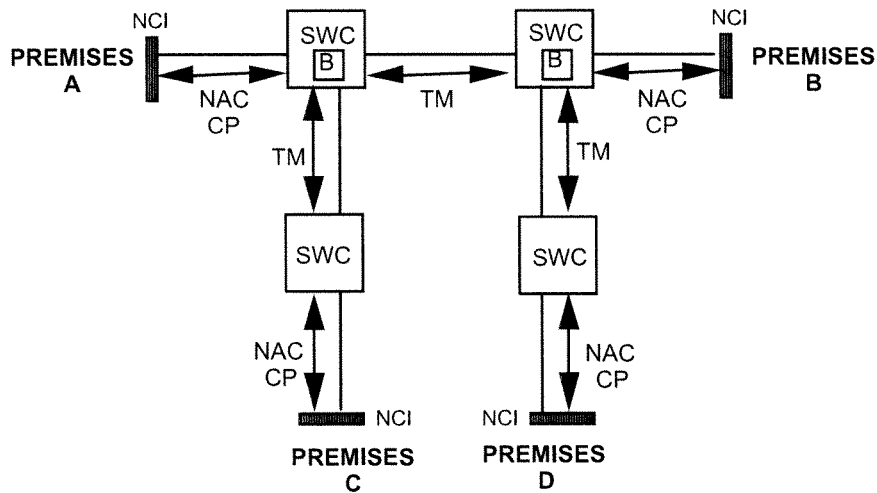 NCI
SWC
B
SWC
B
NCI
PREMISES
A
NAC
CP
TM
NAC
CP
PREMISES
B
TM
TM
SWC
SWC
NAC
CP
NAC
CP
NCI
NCI
PREMISES
C
PREMISES
D